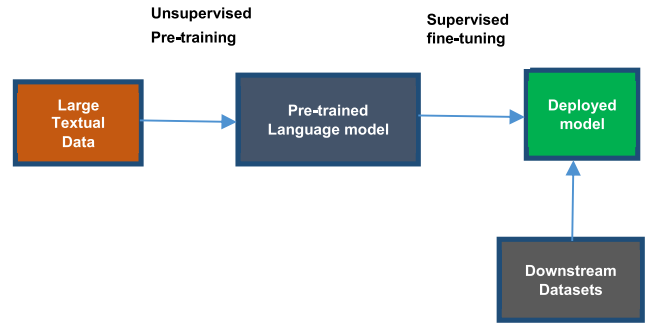 Unsupervised
Pre-training
Supervised
fine-tuning
Large
Textual
Data
Pre-trained
Language model
Deployed
model
Downstream
Datasets